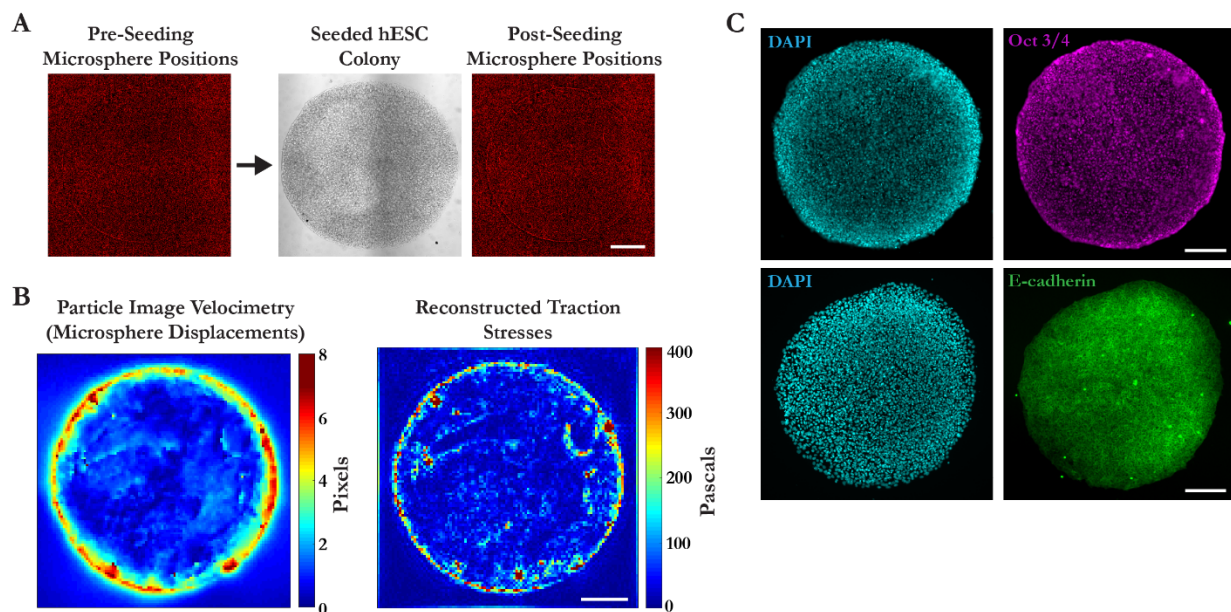 A
Pre-Seeding
Microsphere Positions
Seeded hESC
Colony
Post-Seeding
Microsphere Positions
B
Particle Image Velocimetry
(Microsphere Displacements)
8
6
4
2
0
Pixels
Reconstructed Traction
Stresses
400
300
200
100
0
Pascals
C
DAPI
Oct 3/4
DAPI
E-cadherin